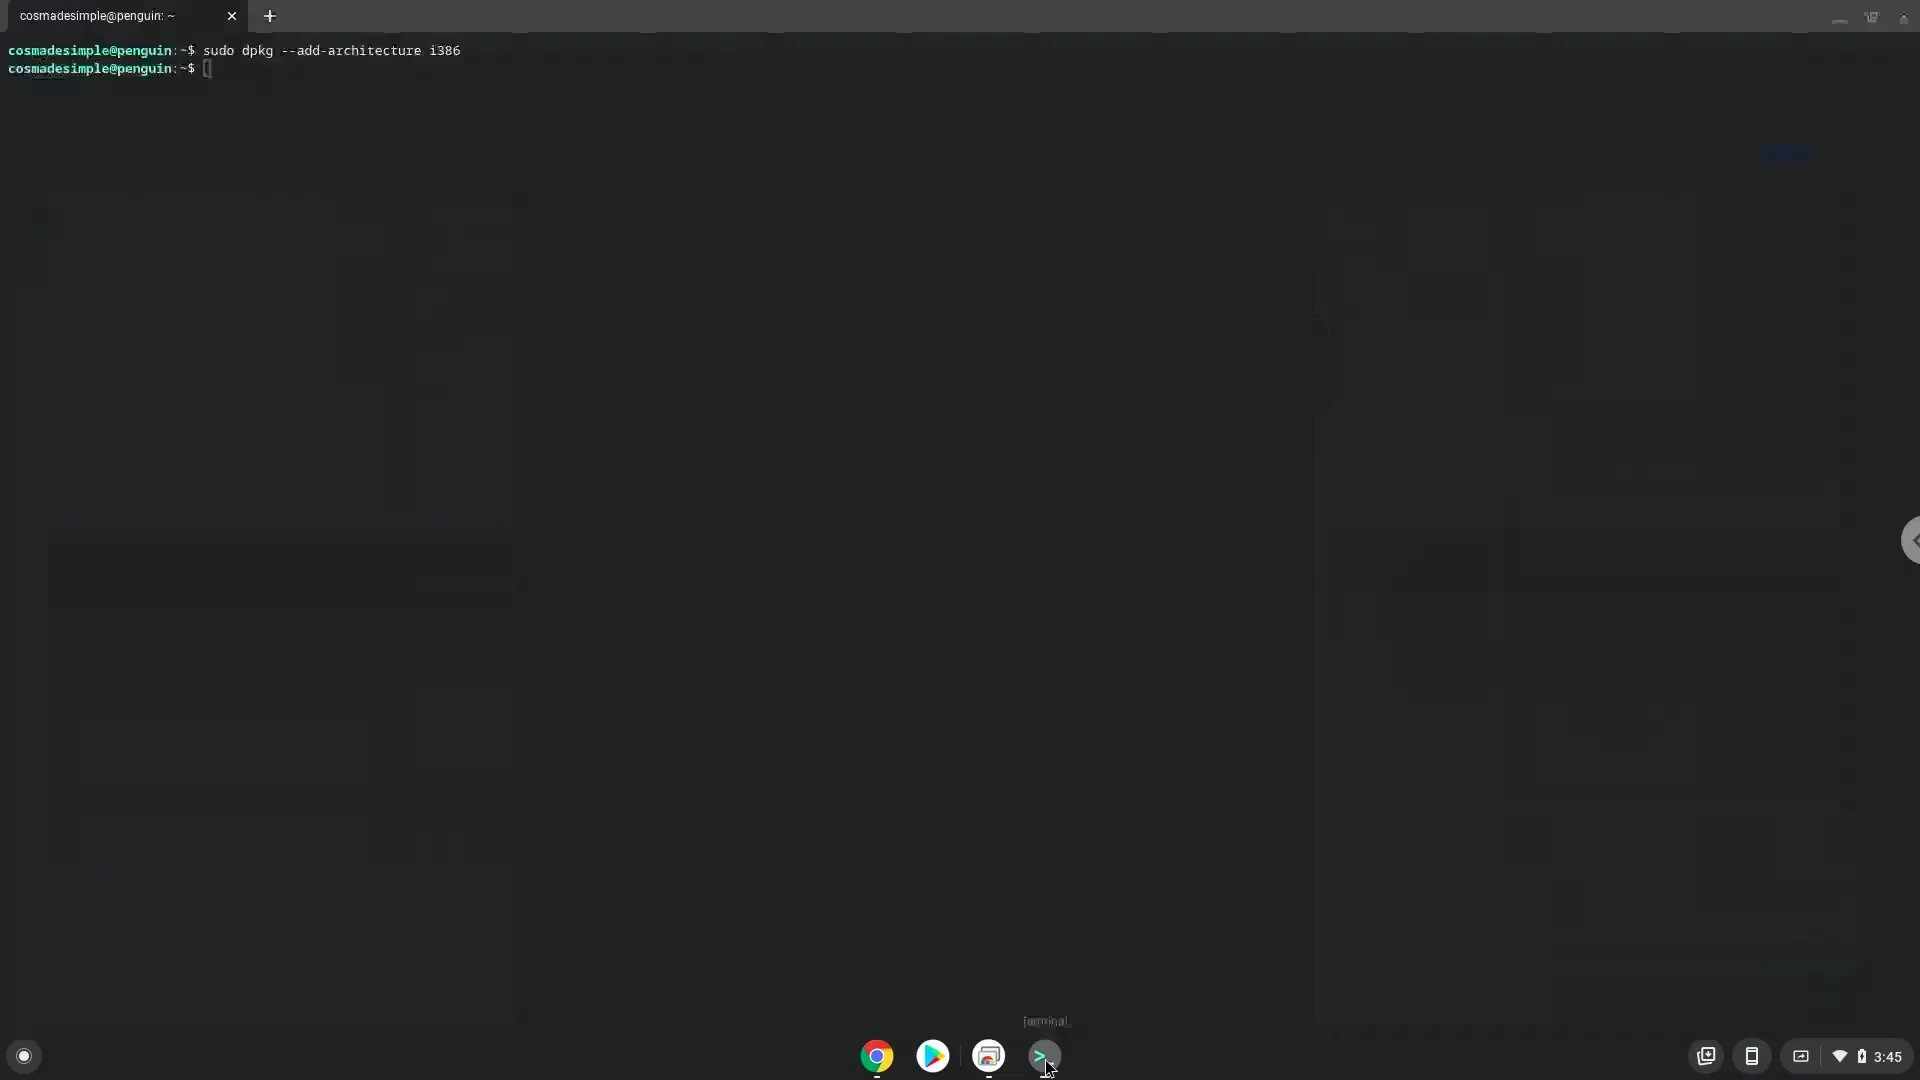 cosmadesimple@penguin: ~
cosmadesimple@penguin:~$ sudo dpkg --add-architecture i386
cosmadesimple@penguin:~$
Terminal
3:45